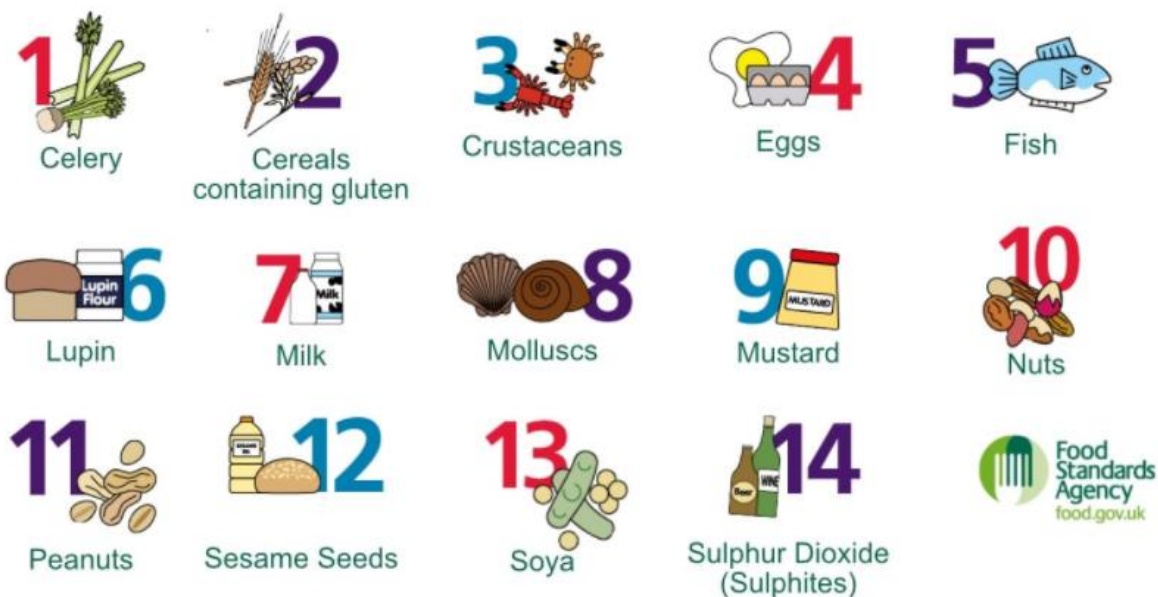 1
Celery
2
Cereals
containing gluten
3
Crustaceans
4
Eggs
5
Fish
Lupin
Flour
6
Lupin
7
Milk
Milk
8
Molluscs
9
MUSTARD
Mustard
10
Nuts
11
Peanuts
SESAME
OIL
12
Sesame Seeds
13
Soya
Beer
WINE
14
Sulphur Dioxide
(Sulphites)
Food
Standards
Agency
food.gov.uk